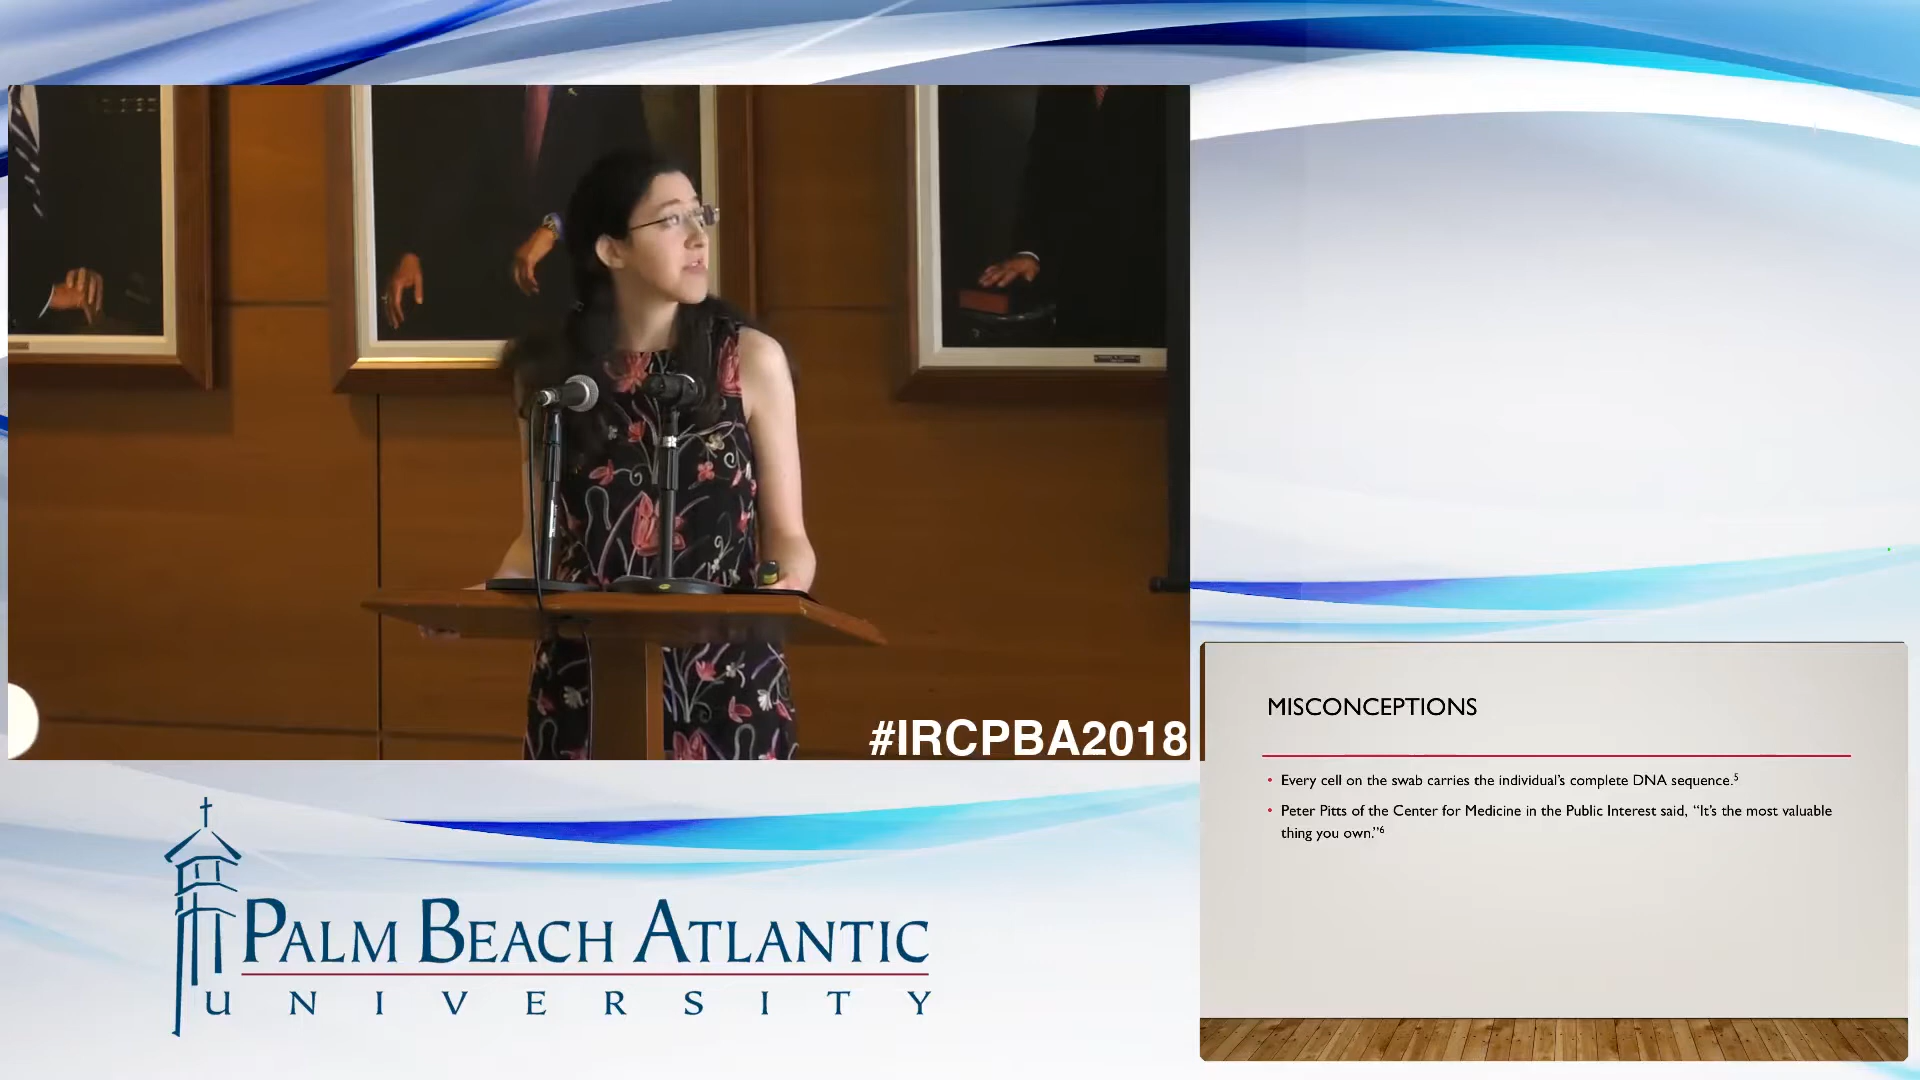 #IRCPBA2018
MISCONCEPTIONS
• Every cell on the swab carries the individual’s complete DNA sequence.⁵
• Peter Pitts of the Center for Medicine in the Public Interest said, “It’s the most valuable
thing you own.”⁶
PALM BEACH ATLANTIC
UNIVERSITY